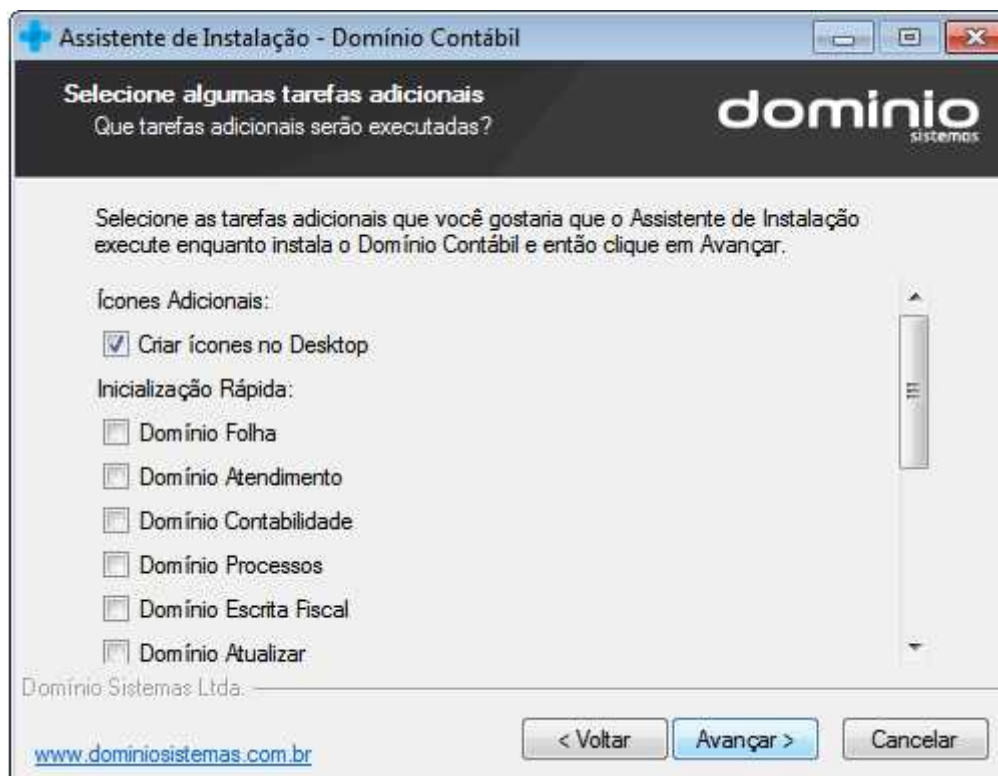 Assistente de Instalação - Domínio Contábil
Selecione algumas tarefas adicionais
Que tarefas adicionais serão executadas?
domínio
sistemas
Selecione as tarefas adicionais que você gostaria que o Assistente de Instalação
execute enquanto instala o Domínio Contábil e então clique em Avançar.
Ícones Adicionais:
Criar ícones no Desktop
Inicialização Rápida:
Domínio Folha
Domínio Atendimento
Domínio Contabilidade
Domínio Processos
Domínio Escrita Fiscal
Domínio Atualizar
Domínio Sistemas Ltda.
www.dominiosistemas.com.br
< Voltar
Avançar >
Cancelar